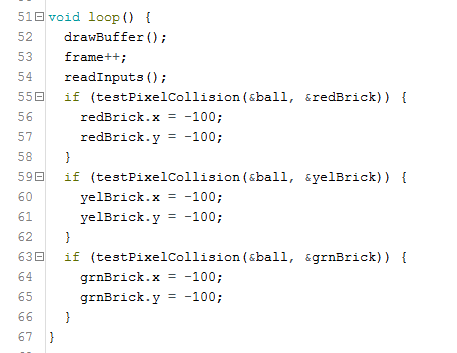 51 void loop() {
52   drawBuffer();
53   frame++;
54   readInputs();
55   if (testPixelCollision(&ball, &redBrick)) {
56     redBrick.x = -100;
57     redBrick.y = -100;
58   }
59   if (testPixelCollision(&ball, &yelBrick)) {
60     yelBrick.x = -100;
61     yelBrick.y = -100;
62   }
63   if (testPixelCollision(&ball, &grnBrick)) {
64     grnBrick.x = -100;
65     grnBrick.y = -100;
66   }
67 }